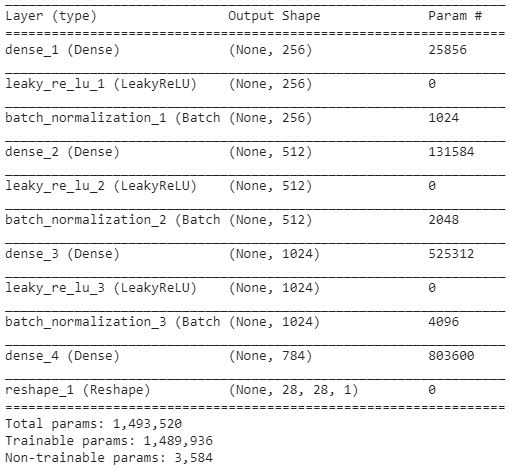 Layer (type)                 Output Shape              Param #
dense_1 (Dense)              (None, 256)               25856
leaky_re_lu_1 (LeakyReLU)    (None, 256)               0
batch_normalization_1 (Batch (None, 256)               1024
dense_2 (Dense)              (None, 512)               131584
leaky_re_lu_2 (LeakyReLU)    (None, 512)               0
batch_normalization_2 (Batch (None, 512)               2048
dense_3 (Dense)              (None, 1024)              525312
leaky_re_lu_3 (LeakyReLU)    (None, 1024)              0
batch_normalization_3 (Batch (None, 1024)              4096
dense_4 (Dense)              (None, 784)               803600
reshape_1 (Reshape)          (None, 28, 28, 1)         0
Total params: 1,493,520
Trainable params: 1,489,936
Non-trainable params: 3,584